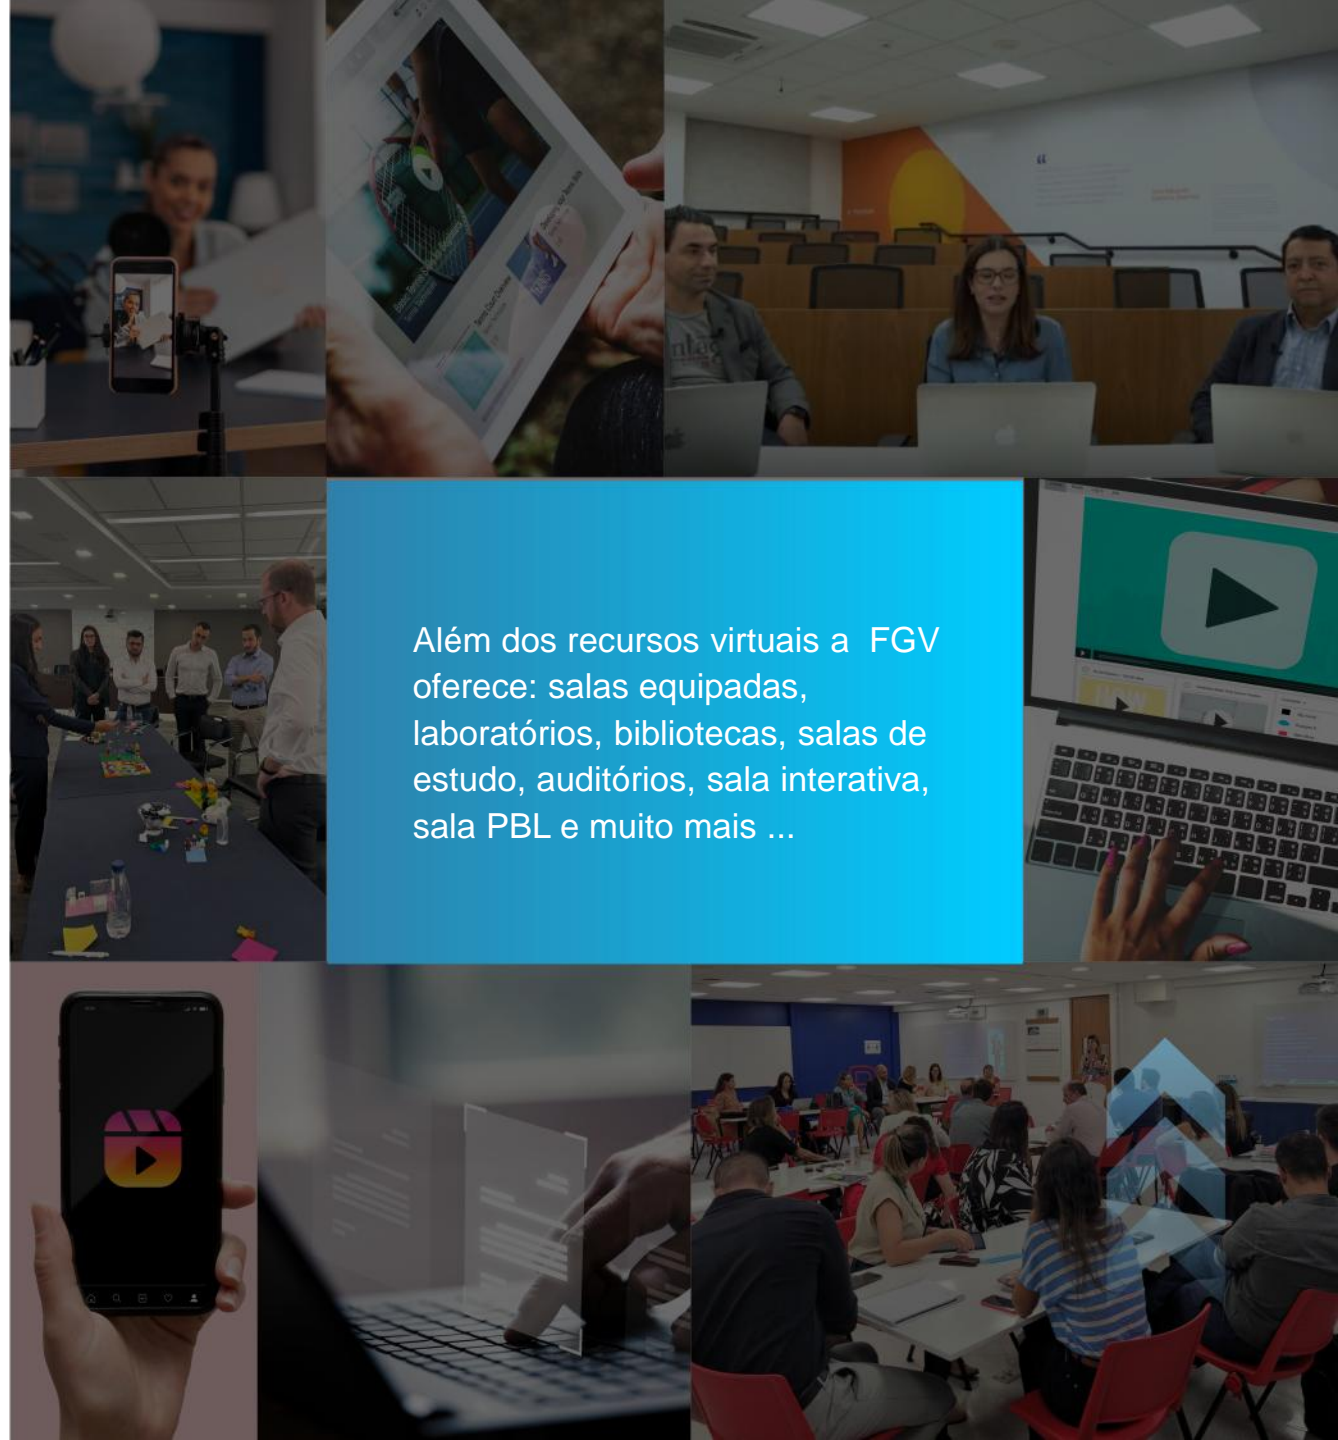 Além dos recursos virtuais a  FGV
oferece: salas equipadas,
laboratórios, bibliotecas, salas de
estudo, auditórios, sala interativa,
sala PBL e muito mais ...